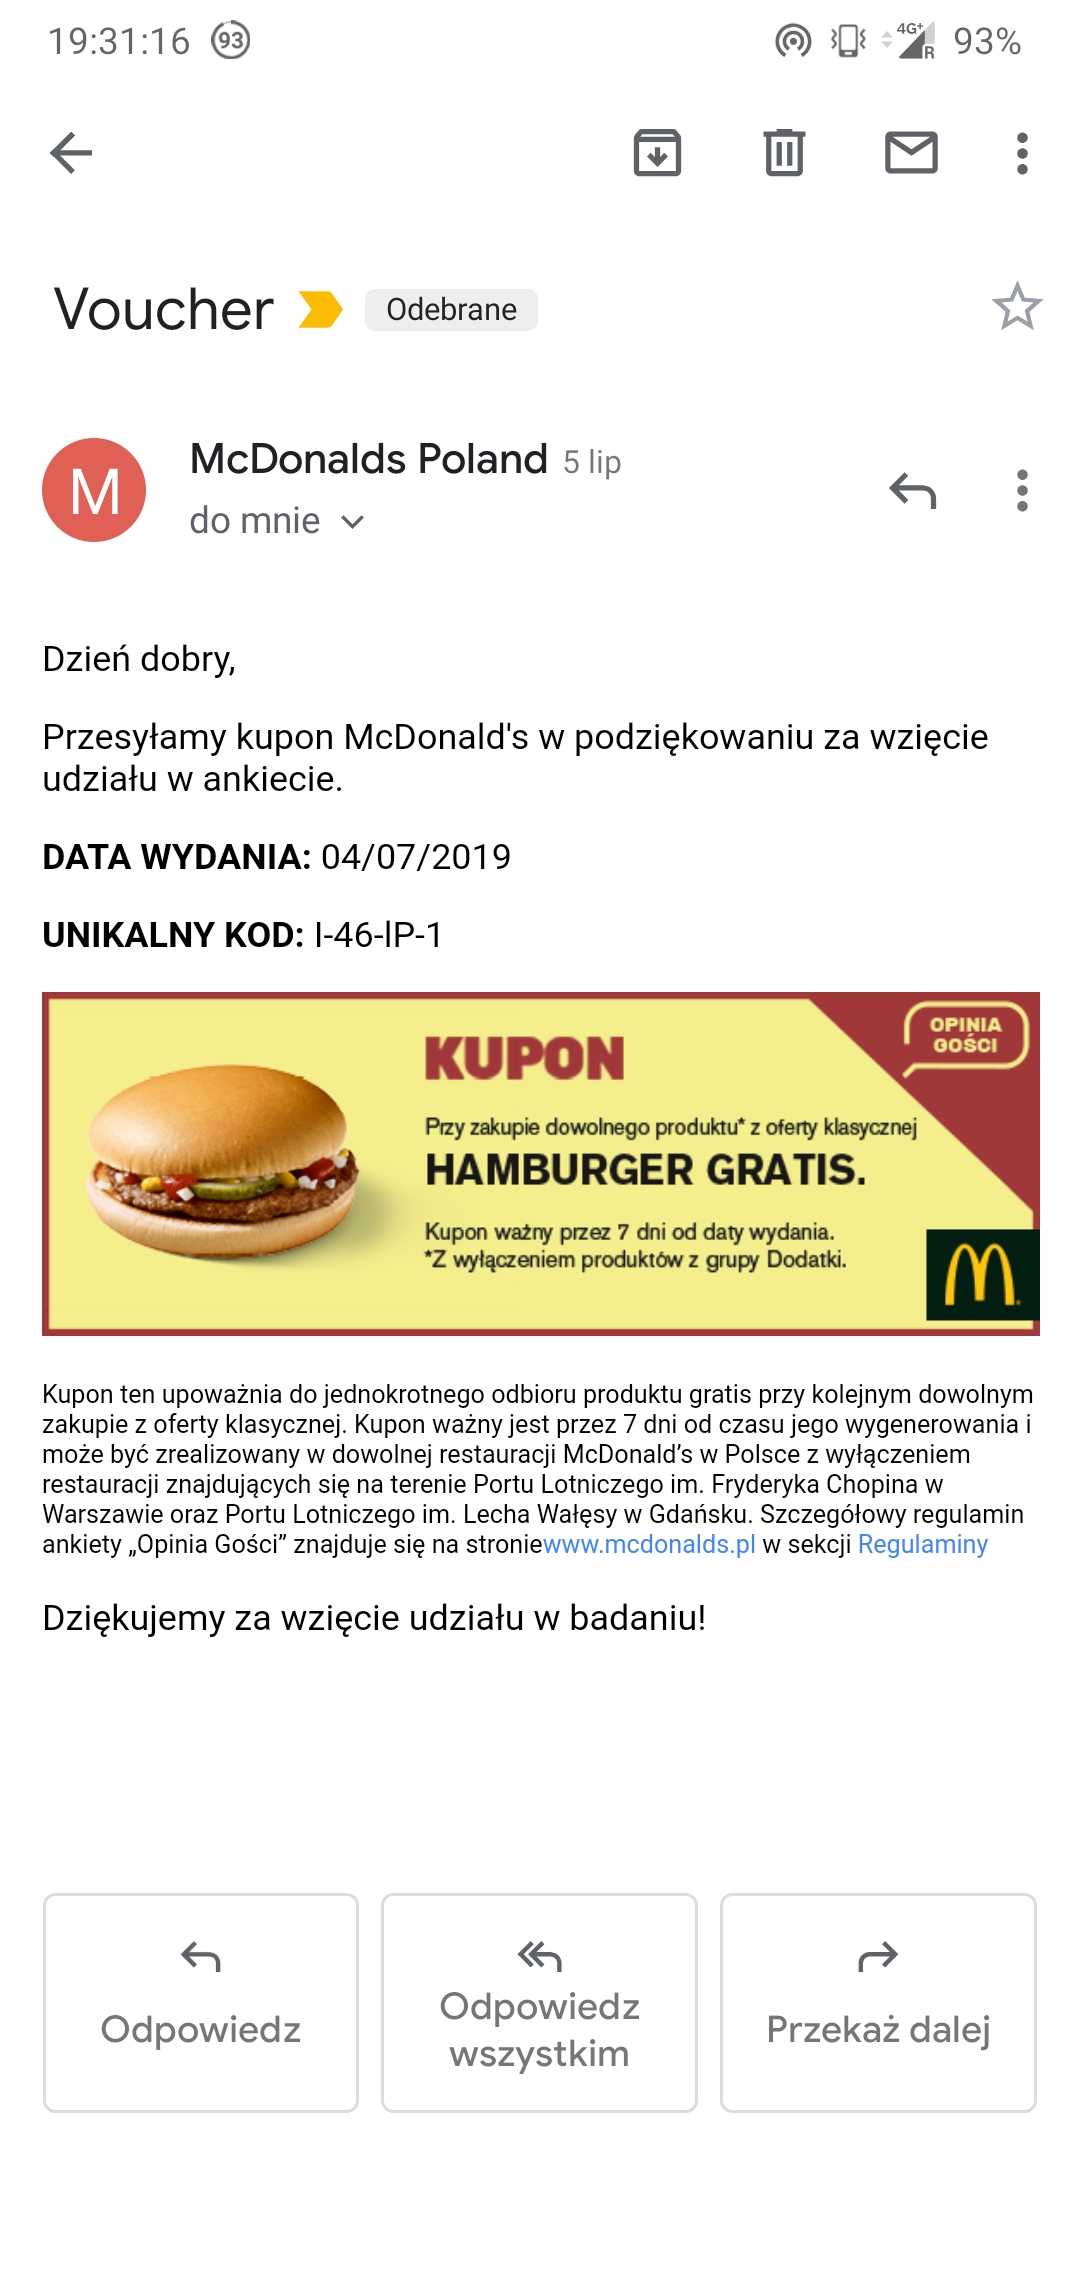 19:31:16 93 4G+ R 93%
Voucher Odebrane
M
McDonalds Poland 5 lip
do mnie
Dzień dobry,
Przesyłamy kupon McDonald's w podziękowaniu za wzięcie
udziału w ankiecie.
DATA WYDANIA: 04/07/2019
UNIKALNY KOD: I-46-lP-1
OPINIA
GOŚCI
KUPON
Przy zakupie dowolnego produktu* z oferty klasycznej
HAMBURGER GRATIS.
Kupon ważny przez 7 dni od daty wydania.
*Z wyłączeniem produktów z grupy Dodatki.
Kupon ten upoważnia do jednokrotnego odbioru produktu gratis przy kolejnym dowolnym
zakupie z oferty klasycznej. Kupon ważny jest przez 7 dni od czasu jego wygenerowania i
może być zrealizowany w dowolnej restauracji McDonald’s w Polsce z wyłączeniem
restauracji znajdujących się na terenie Portu Lotniczego im. Fryderyka Chopina w
Warszawie oraz Portu Lotniczego im. Lecha Wałęsy w Gdańsku. Szczegółowy regulamin
ankiety „Opinia Gości” znajduje się na stroniewww.mcdonalds.pl w sekcji Regulaminy
Dziękujemy za wzięcie udziału w badaniu!
Odpowiedz
Odpowiedz
wszystkim
Przekaż dalej